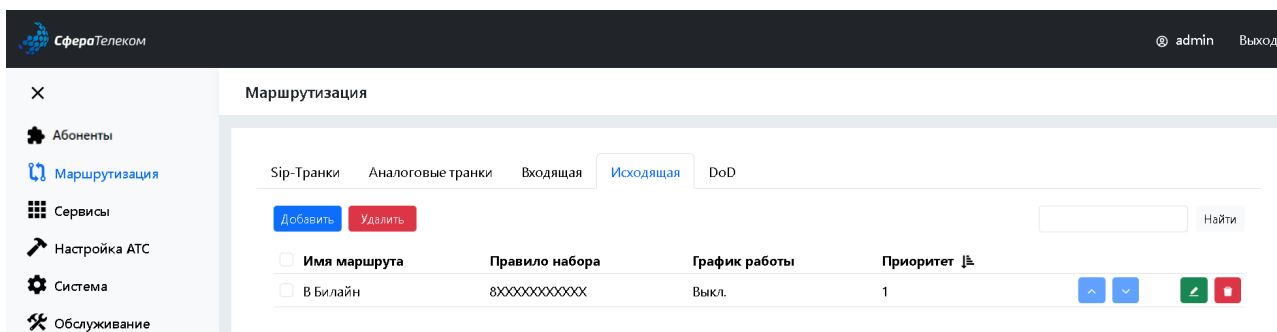 СфераТелеком
admin Выход
Маршрутизация
Абоненты
Маршрутизация
Сервисы
Настройка АТС
Система
Обслуживание
Sip-Транки Аналоговые транки Входящая Исходящая DoD
Добавить Удалить Найти
Имя маршрута Правило набора График работы Приоритет
В Билайн 8XXXXXXXXXX Выкл. 1